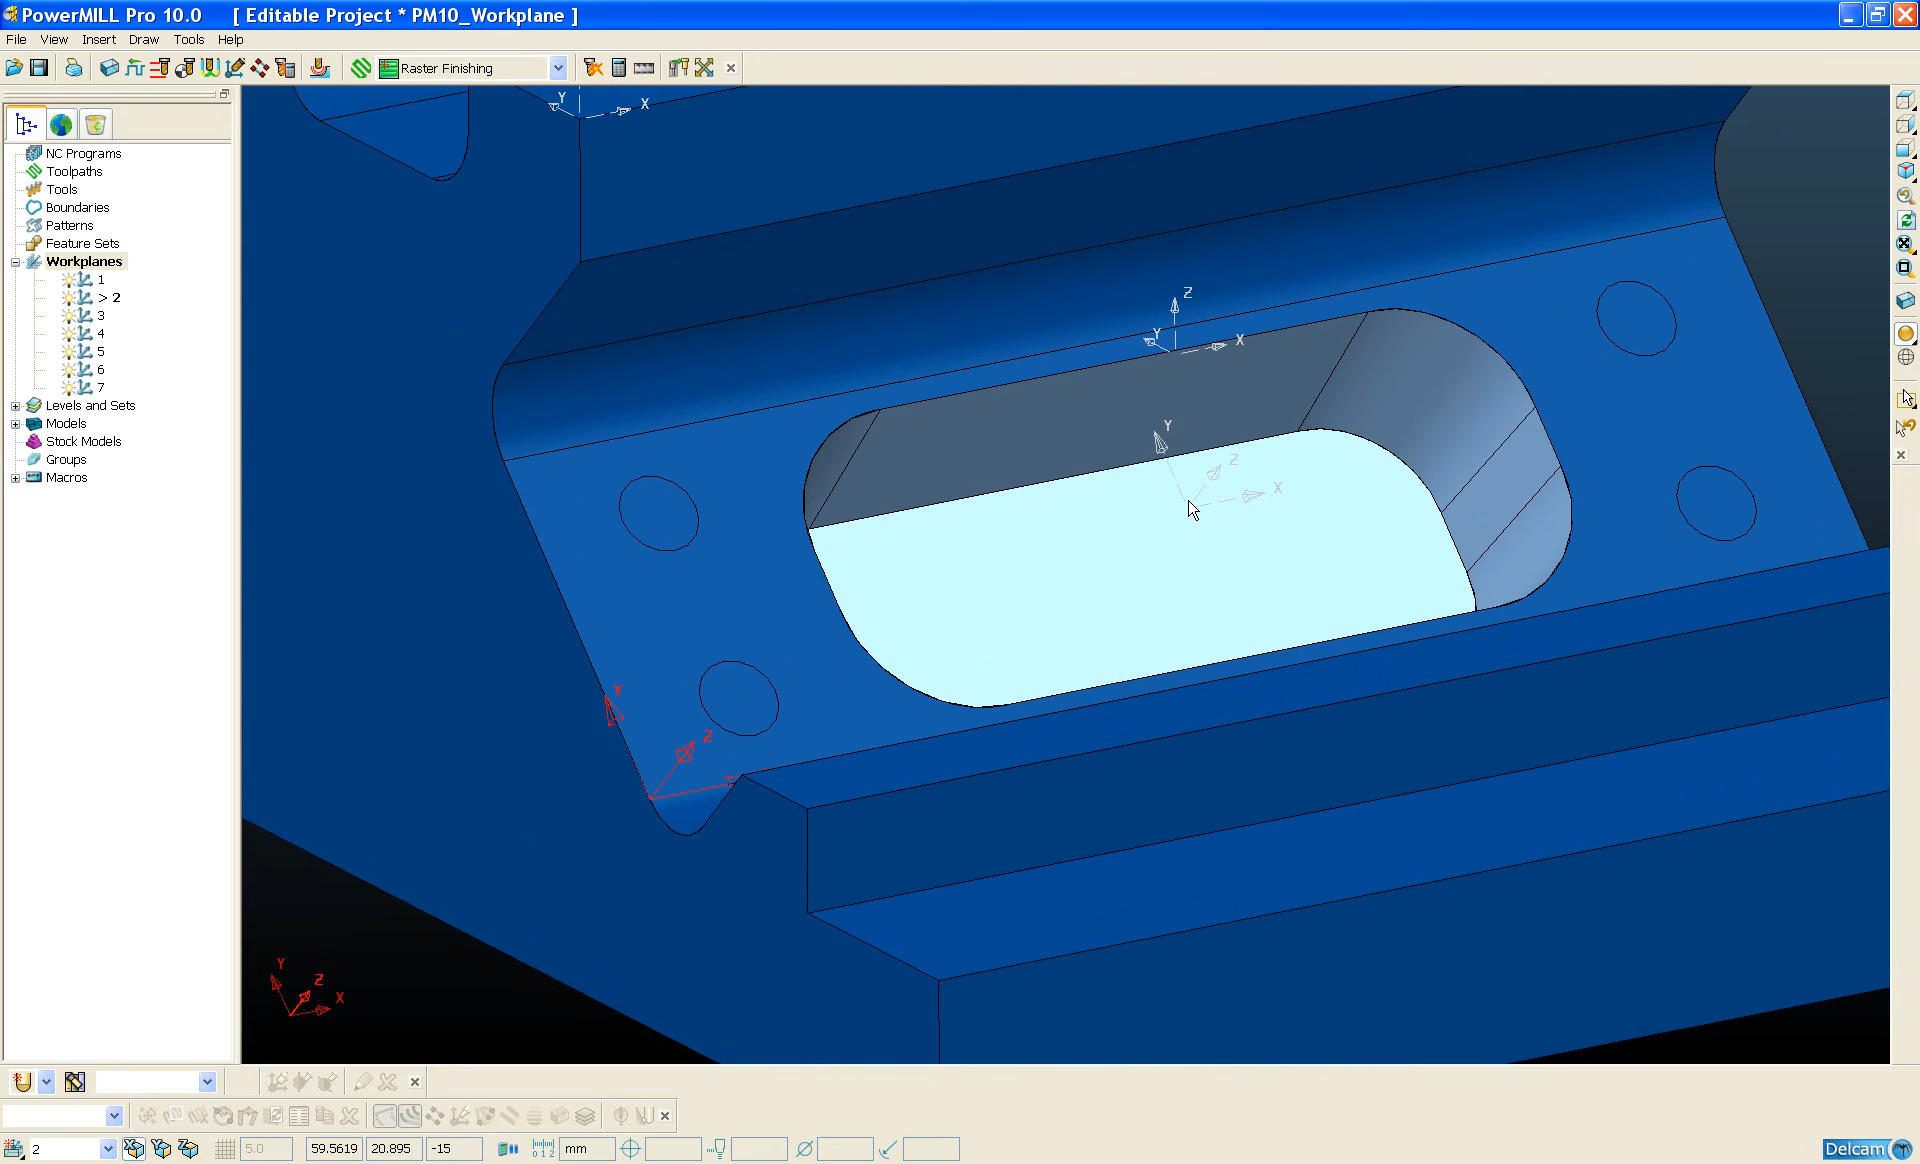 PowerMILL Pro 10.0 [ Editable Project * PM10_Workplane ]
File View Insert Draw Tools Help
Raster Finishing
NC Programs
Toolpaths
Tools
Boundaries
Patterns
Feature Sets
Workplanes
1
> 2
3
4
5
6
7
Levels and Sets
Models
Stock Models
Groups
Macros
Y X
Z
Y X
Y
Z
X
Y
Z
Y
Z
X
2 5.0 59.5619 20.895 -15 mm
Delcam